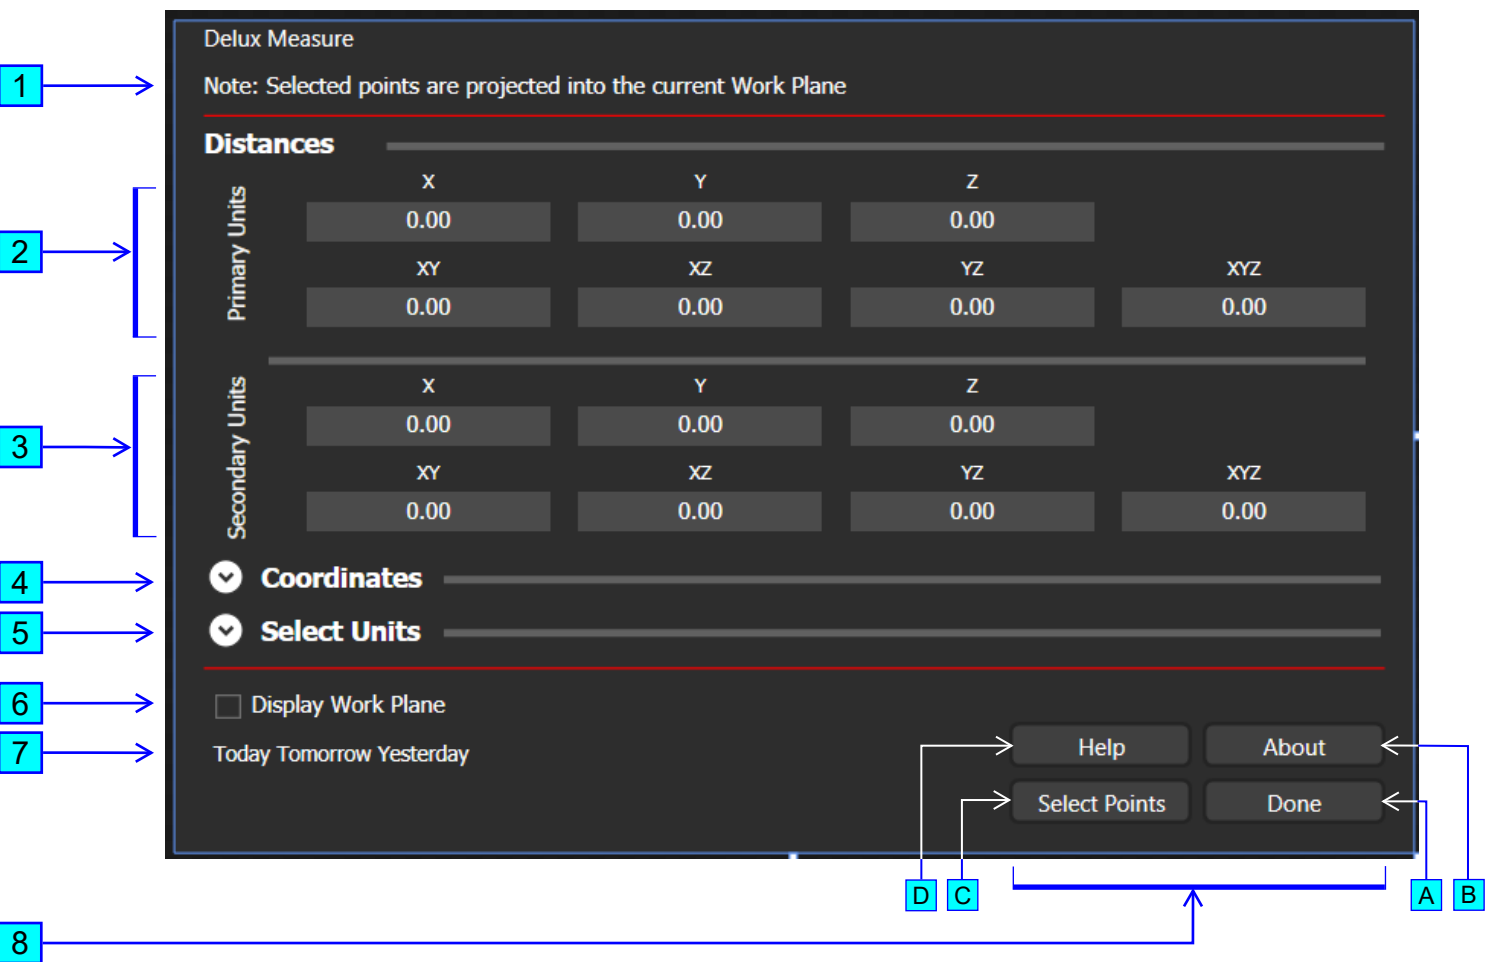 Delux Measure
1 Note: Selected points are projected into the current Work Plane
Distances
2 Primary Units
X Y Z
0.00 0.00 0.00
XY XZ YZ XYZ
0.00 0.00 0.00 0.00
3 Secondary Units
X Y Z
0.00 0.00 0.00
XY XZ YZ XYZ
0.00 0.00 0.00 0.00
4 Coordinates
5 Select Units
6 Display Work Plane
7 Today Tomorrow Yesterday
Help About
Select Points Done
D C A B
8